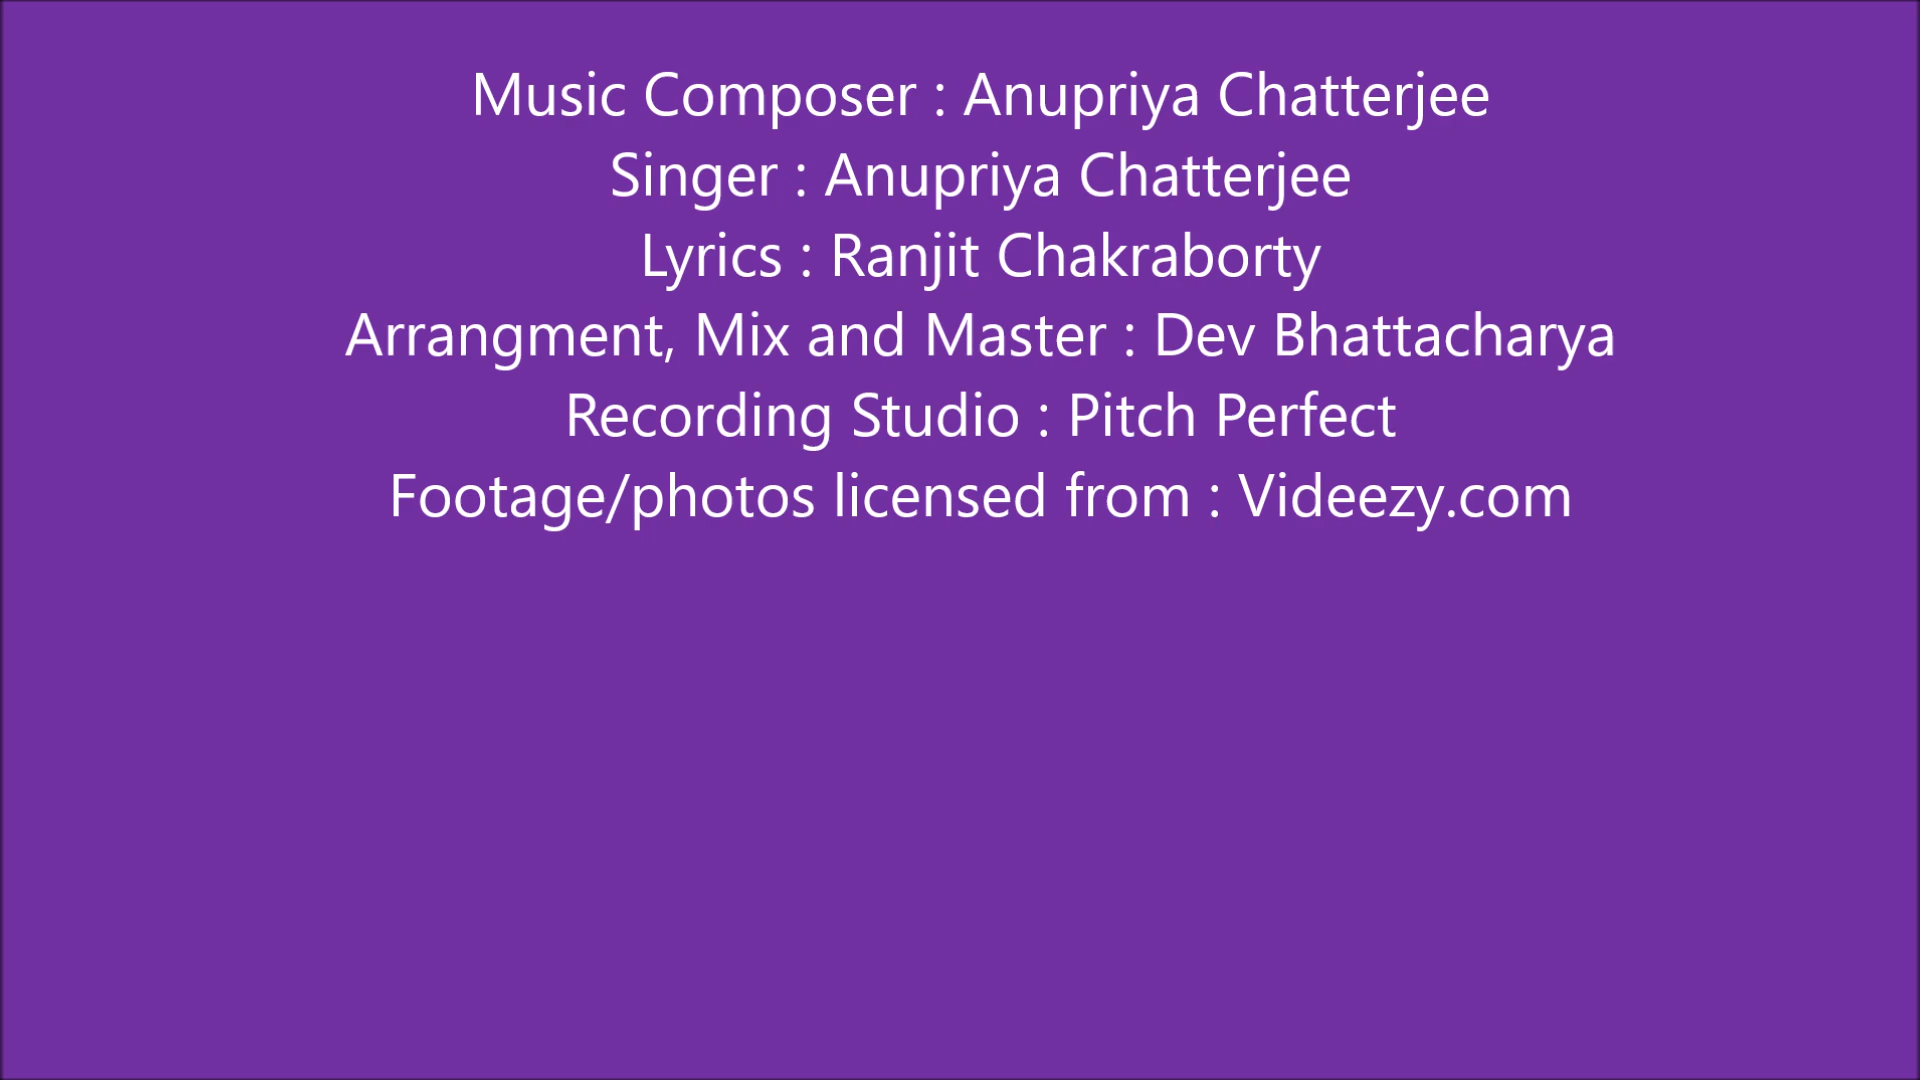 Music Composer : Anupriya Chatterjee
Singer : Anupriya Chatterjee
Lyrics : Ranjit Chakraborty
Arrangment, Mix and Master : Dev Bhattacharya
Recording Studio : Pitch Perfect
Footage/photos licensed from : Videezy.com